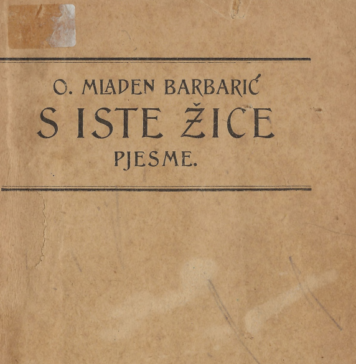 O. MLADEN BARBARIĆ
S ISTE ŽICE
PJESME.